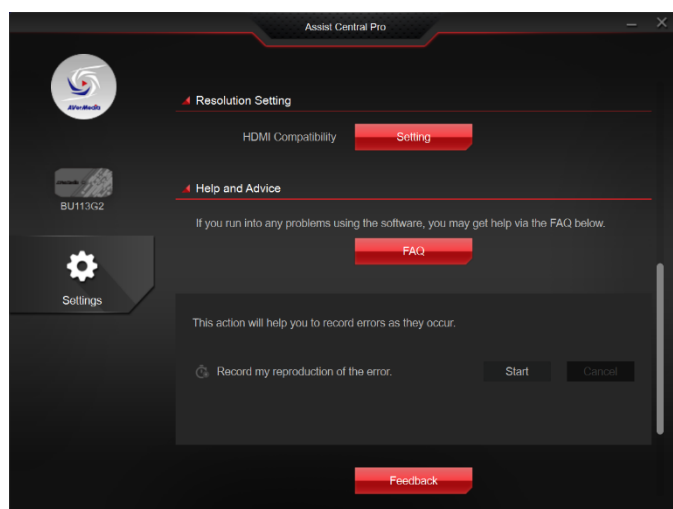 Assist Central Pro
AVerMedia
Resolution Setting
HDMI Compatibility
Setting
BU113G2
Help and Advice
If you run into any problems using the software, you may get help via the FAQ below.
FAQ
Settings
This action will help you to record errors as they occur.
Record my reproduction of the error.
Start
Cancel
Feedback